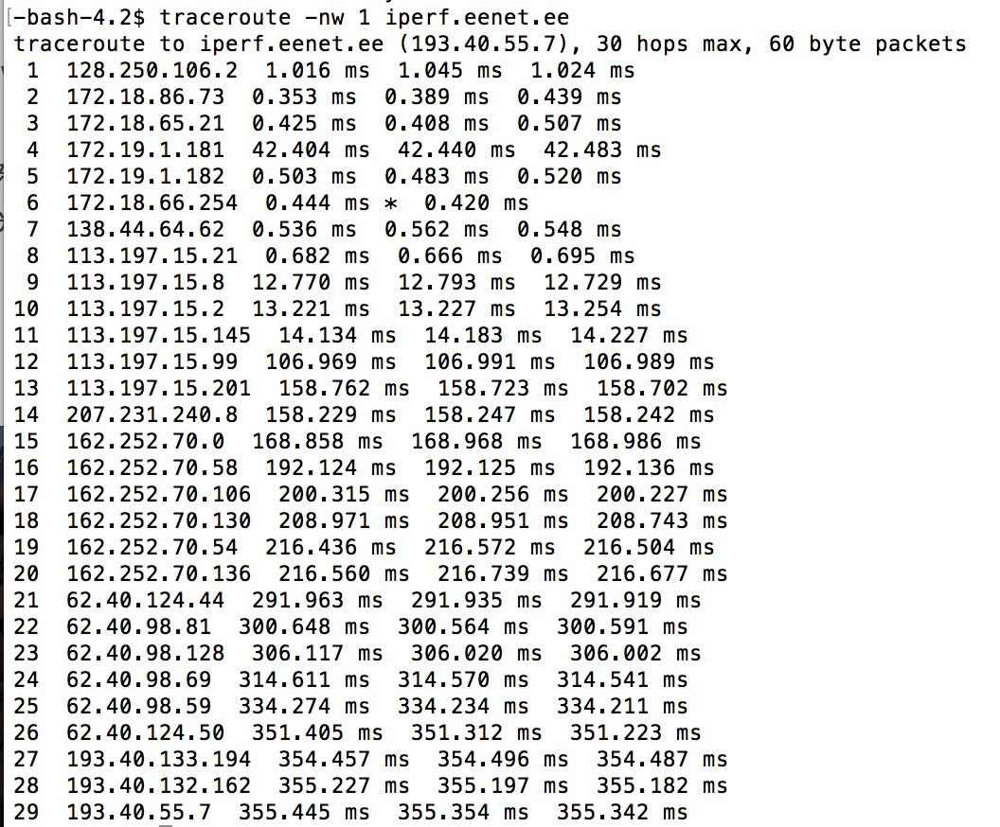 [-bash-4.2$ traceroute -nw 1 iperf.eenet.ee
traceroute to iperf.eenet.ee (193.40.55.7), 30 hops max, 60 byte packets
 1  128.250.106.2  1.016 ms  1.045 ms  1.024 ms
 2  172.18.86.73  0.353 ms  0.389 ms  0.439 ms
 3  172.18.65.21  0.425 ms  0.408 ms  0.507 ms
 4  172.19.1.181  42.404 ms  42.440 ms  42.483 ms
 5  172.19.1.182  0.503 ms  0.483 ms  0.520 ms
 6  172.18.66.254  0.444 ms *  0.420 ms
 7  138.44.64.62  0.536 ms  0.562 ms  0.548 ms
 8  113.197.15.21  0.682 ms  0.666 ms  0.695 ms
 9  113.197.15.8  12.770 ms  12.793 ms  12.729 ms
10  113.197.15.2  13.221 ms  13.227 ms  13.254 ms
11  113.197.15.145  14.134 ms  14.183 ms  14.227 ms
12  113.197.15.99  106.969 ms  106.991 ms  106.989 ms
13  113.197.15.201  158.762 ms  158.723 ms  158.702 ms
14  207.231.240.8  158.229 ms  158.247 ms  158.242 ms
15  162.252.70.0  168.858 ms  168.968 ms  168.986 ms
16  162.252.70.58  192.124 ms  192.125 ms  192.136 ms
17  162.252.70.106  200.315 ms  200.256 ms  200.227 ms
18  162.252.70.130  208.971 ms  208.951 ms  208.743 ms
19  162.252.70.54  216.436 ms  216.572 ms  216.504 ms
20  162.252.70.136  216.560 ms  216.739 ms  216.677 ms
21  62.40.124.44  291.963 ms  291.935 ms  291.919 ms
22  62.40.98.81  300.648 ms  300.564 ms  300.591 ms
23  62.40.98.128  306.117 ms  306.020 ms  306.002 ms
24  62.40.98.69  314.611 ms  314.570 ms  314.541 ms
25  62.40.98.59  334.274 ms  334.234 ms  334.211 ms
26  62.40.124.50  351.405 ms  351.312 ms  351.223 ms
27  193.40.133.194  354.457 ms  354.496 ms  354.487 ms
28  193.40.132.162  355.227 ms  355.197 ms  355.182 ms
29  193.40.55.7  355.445 ms  355.354 ms  355.342 ms